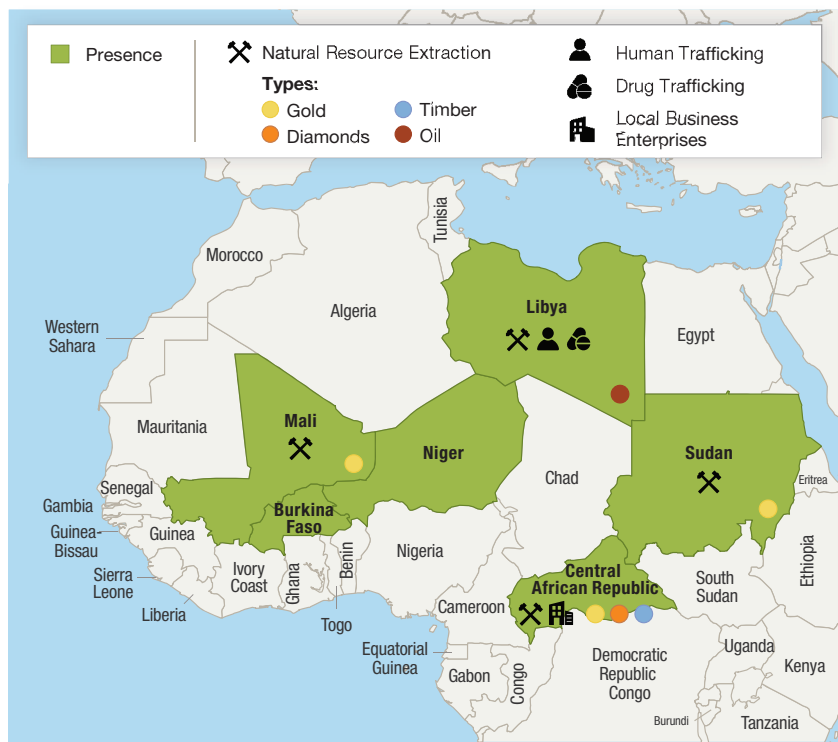 Presence
Natural Resource Extraction
Types:
Gold
Timber
Diamonds
Oil
Human Trafficking
Drug Trafficking
Local Business
Enterprises
Tunisia
Morocco
Algeria
Libya
Egypt
Western
Sahara
Mauritania
Mali
Niger
Chad
Sudan
Eritrea
Senegal
Gambia
Guinea-
Bissau
Guinea
Sierra
Leone
Liberia
Ivory
Coast
Burkina
Faso
Ghana
Togo
Benin
Nigeria
Cameroon
Equatorial
Guinea
Gabon
Congo
Central
African Republic
South
Sudan
Ethiopia
Democratic
Republic
Congo
Uganda
Kenya
Burundi
Tanzania